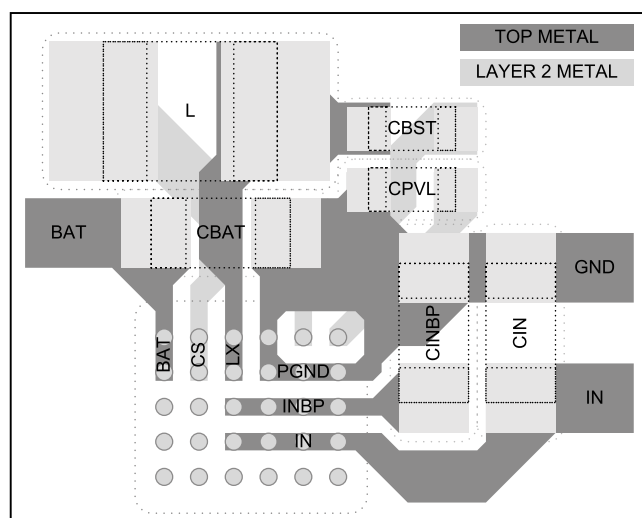 TOP METAL
LAYER 2 METAL
L
CBST
CPVL
BAT
CBAT
GND
CINBP
CIN
BAT
CS
LX
PGND
IN
INBP
IN